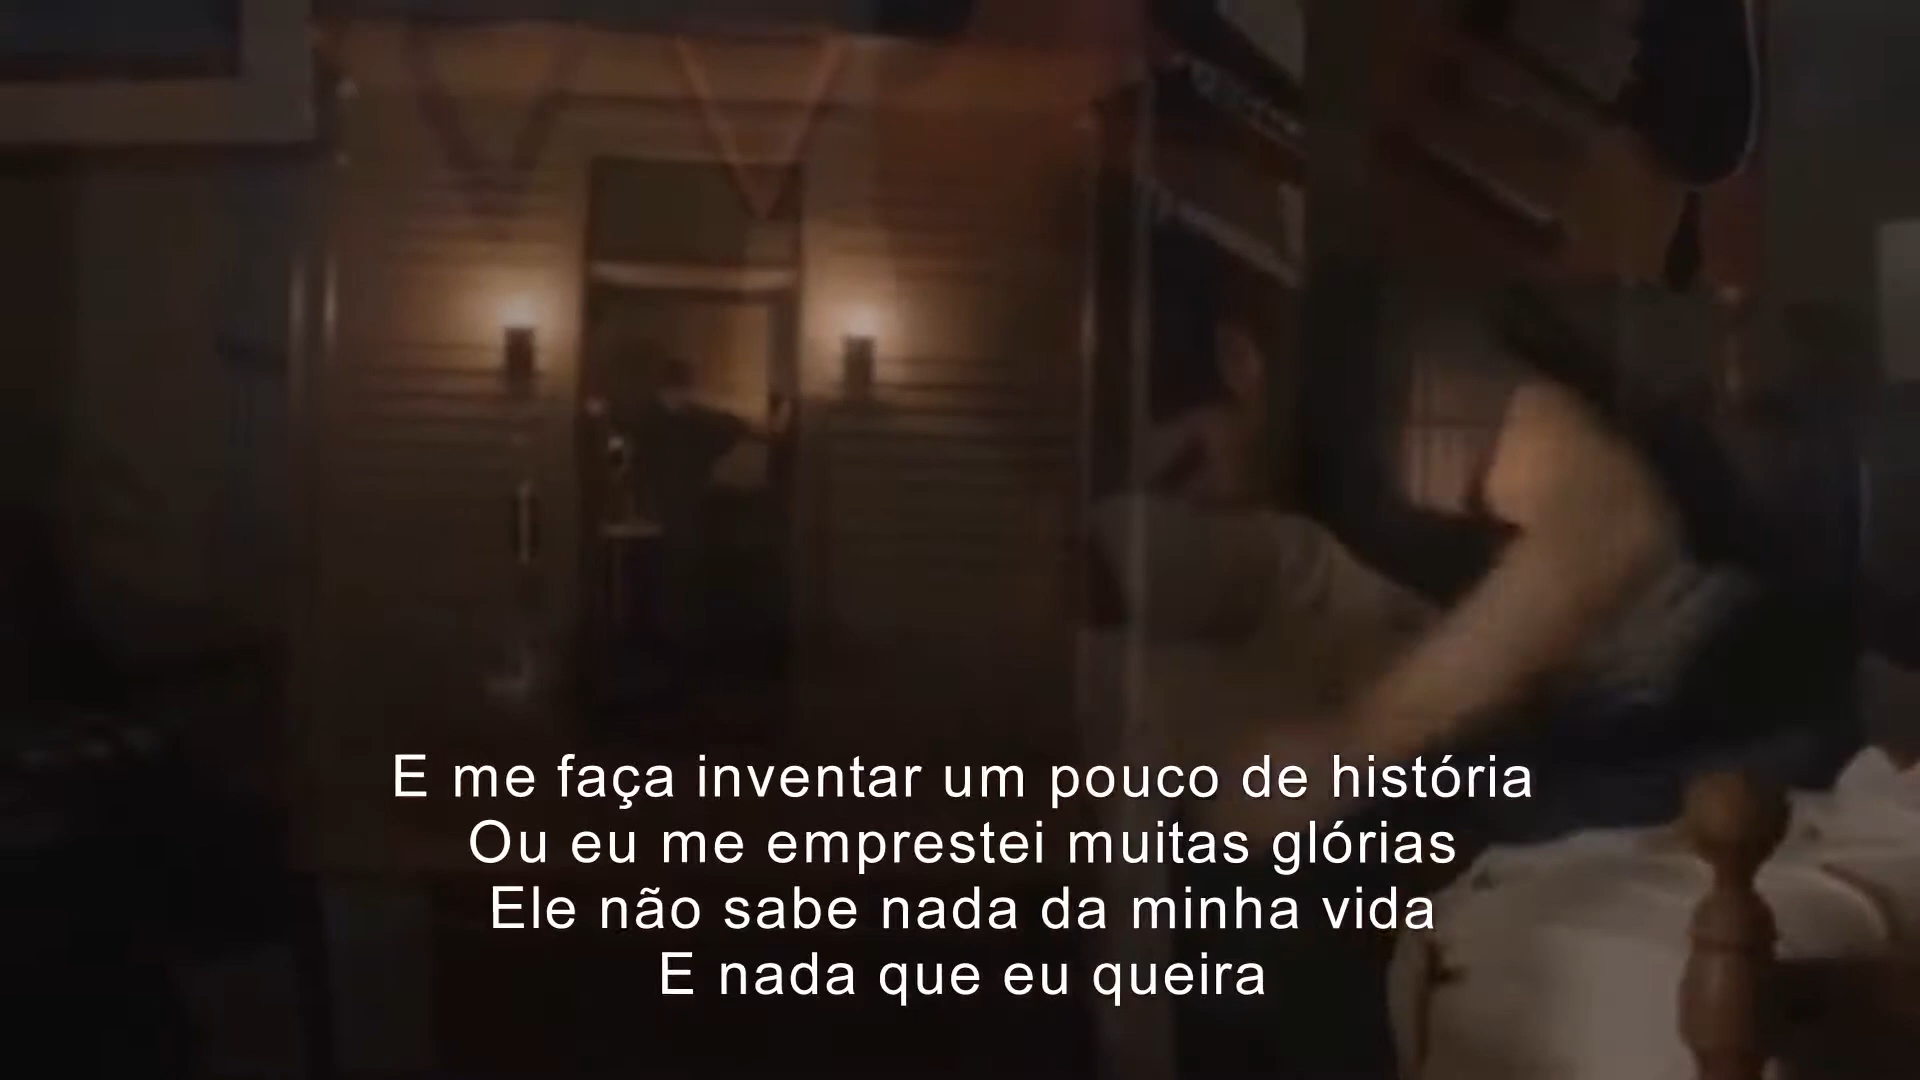 E me faça inventar um pouco de história
Ou eu me emprestei muitas glórias
Ele não sabe nada da minha vida
E nada que eu queira